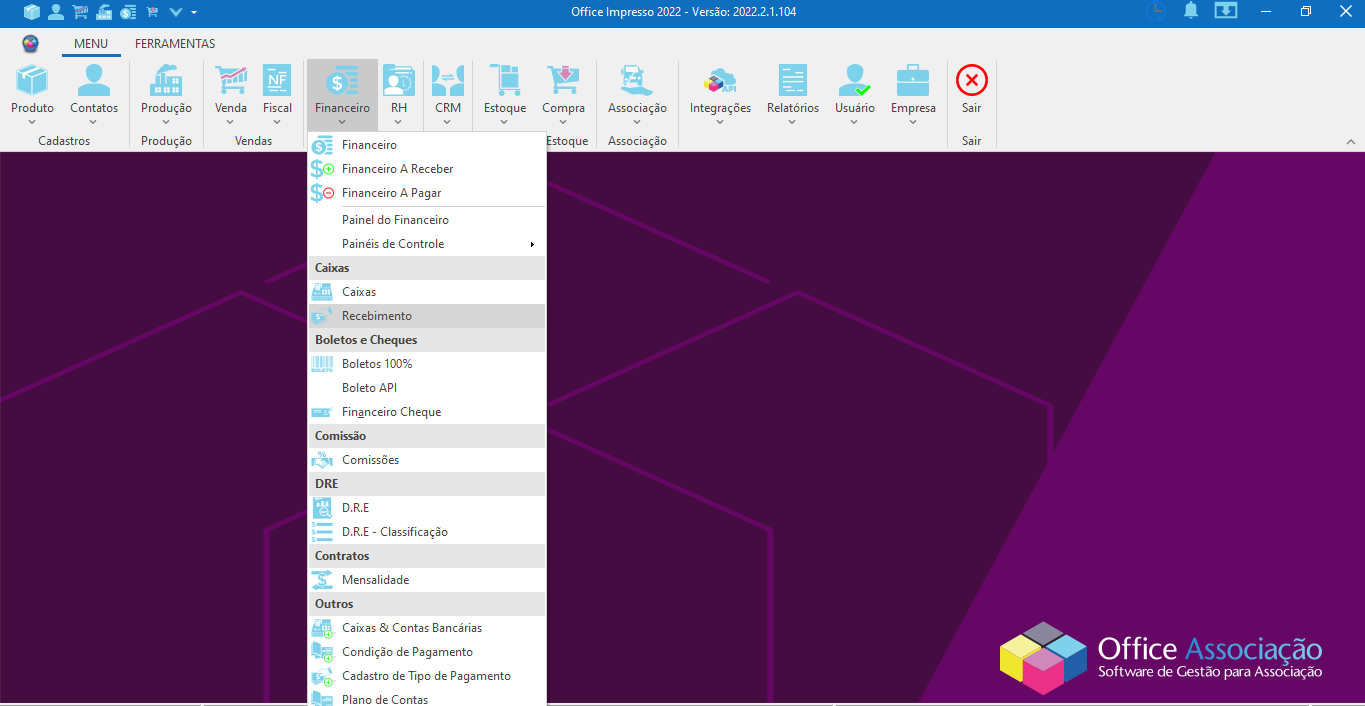 Office Impresso 2022 - Versão: 2022.2.1.104
MENU FERRAMENTAS
Produto Contatos Produção Venda Fiscal Financeiro RH CRM Estoque Compra Associação Integrações Relatórios Usuário Empresa Sair
Cadastros Produção Vendas Estoque Associação Sair
Financeiro
Financeiro A Receber
Financeiro A Pagar
Painel do Financeiro
Painéis de Controle
Caixas
Caixas
Recebimento
Boletos e Cheques
Boletos 100%
Boleto API
Financeiro Cheque
Comissão
Comissões
DRE
D.R.E
D.R.E - Classificação
Contratos
Mensalidade
Outros
Caixas & Contas Bancárias
Condição de Pagamento
Cadastro de Tipo de Pagamento
Plano de Contas
Office Associação
Software de Gestão para Associação